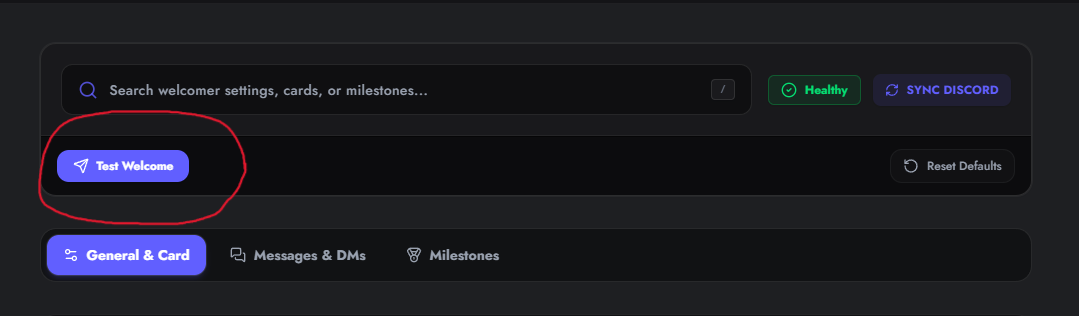 Search welcomer settings, cards, or milestones...
/
Healthy
SYNC DISCORD
Test Welcome
Reset Defaults
General & Card
Messages & DMs
Milestones